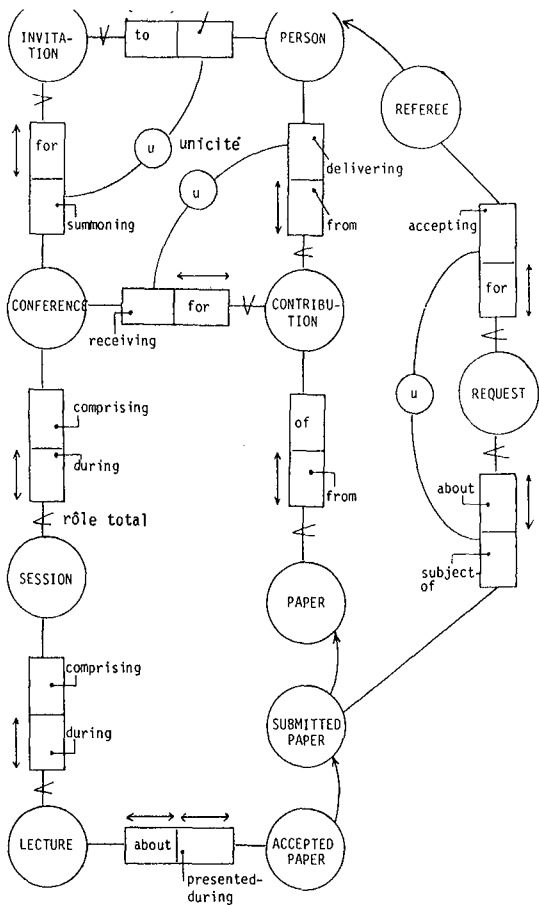 INVITA-
TION
to
PERSON
REFEREE
for
u
unicité
u
delivering
summoning
from
accepting
for
CONFERENCE
receiving
for
CONTRIBU-
TION
u
REQUEST
comprising
of
during
from
about
rôle total
subject
of
SESSION
PAPER
comprising
during
SUBMITTED
PAPER
LECTURE
about
ACCEPTED
PAPER
presented-
during